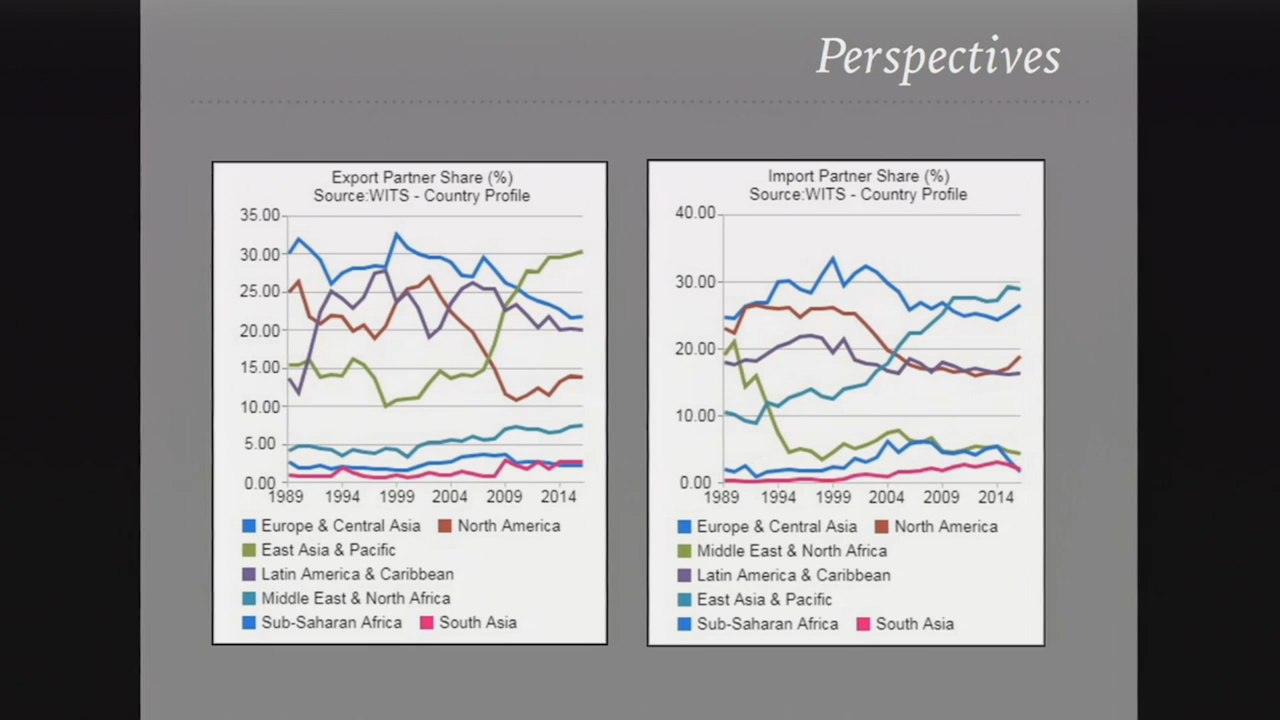 Perspectives
Export Partner Share (%)
Source:WITS - Country Profile
35.00
30.00
25.00
20.00
15.00
10.00
5.00
0.00
1989 1994 1999 2004 2009 2014
Europe & Central Asia North America
East Asia & Pacific
Latin America & Caribbean
Middle East & North Africa
Sub-Saharan Africa South Asia
Import Partner Share (%)
Source:WITS - Country Profile
40.00
30.00
20.00
10.00
0.00
1989 1994 1999 2004 2009 2014
Europe & Central Asia North America
Middle East & North Africa
Latin America & Caribbean
East Asia & Pacific
Sub-Saharan Africa South Asia